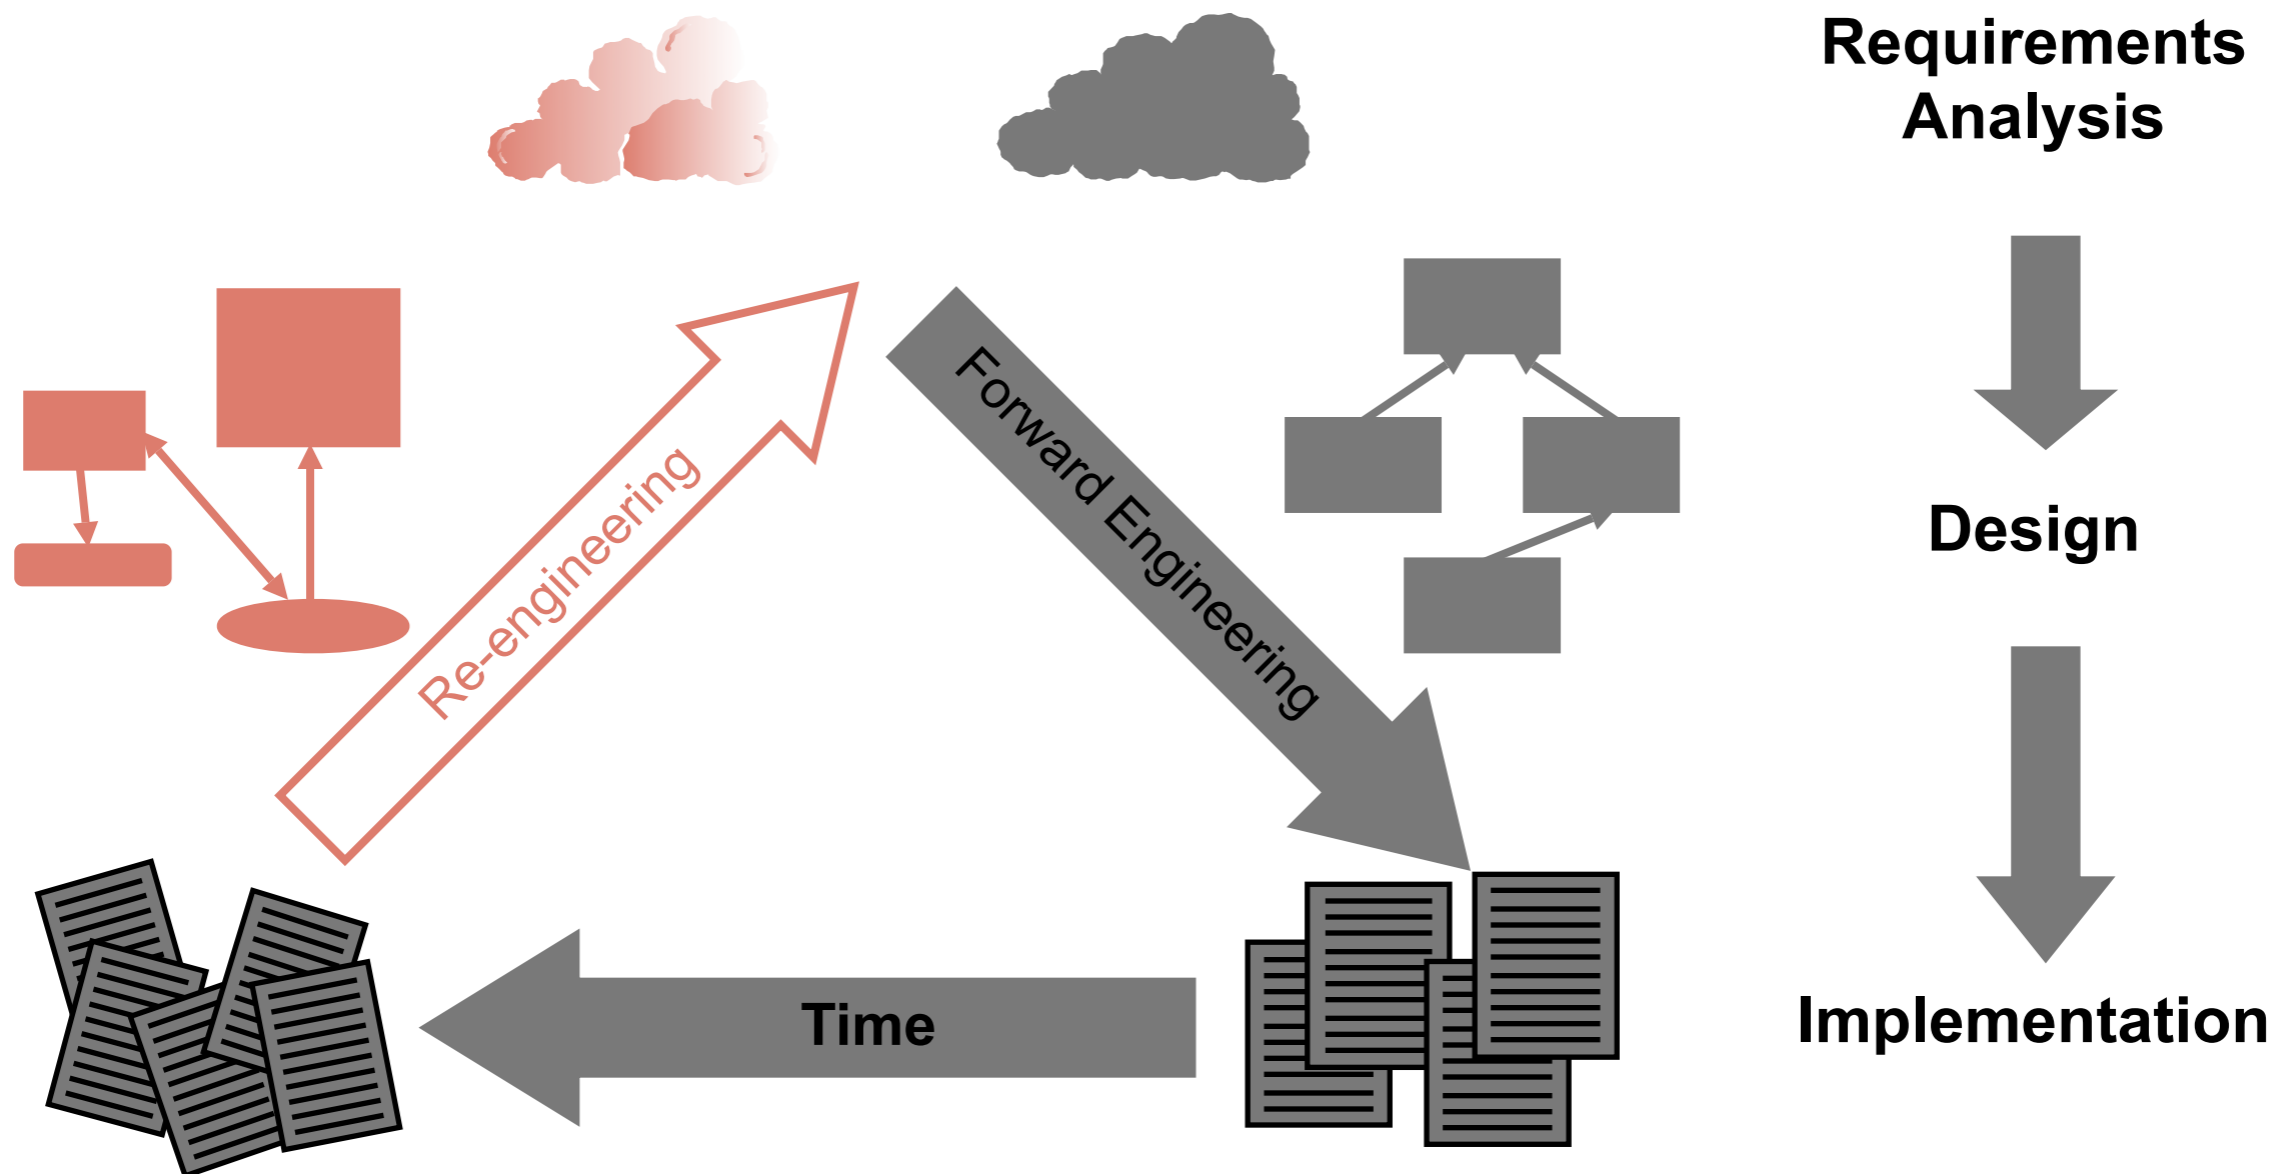 Requirements
Analysis
Re-engineering
Forward Engineering
Design
Time
Implementation